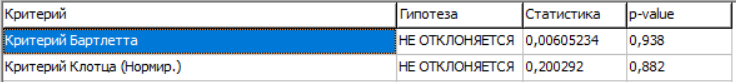 Критерий Гипотеза Статистика p-value
Критерий Бартлетта НЕ ОТКЛОНЯЕТСЯ 0,00605234 0,938
Критерий Клотца (Нормир.) НЕ ОТКЛОНЯЕТСЯ 0,200292 0,882